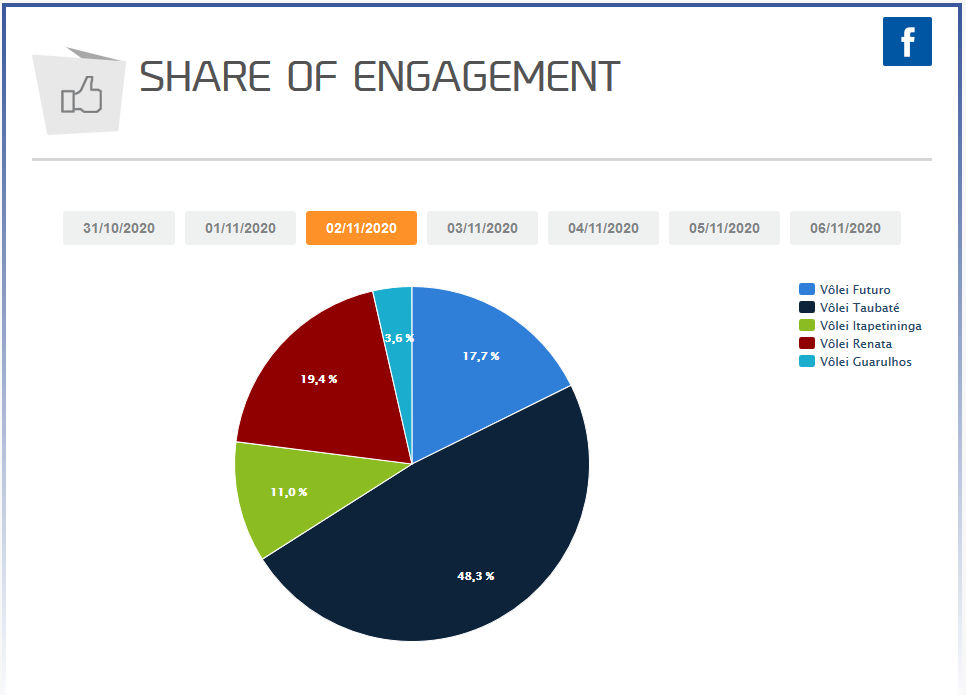 SHARE OF ENGAGEMENT
f
31/10/2020 01/11/2020 02/11/2020 03/11/2020 04/11/2020 05/11/2020 06/11/2020
Vôlei Futuro
Vôlei Taubaté
Vôlei Itapetininga
Vôlei Renata
Vôlei Guarulhos
3,6 %
17,7 %
19,4 %
11,0 %
48,3 %